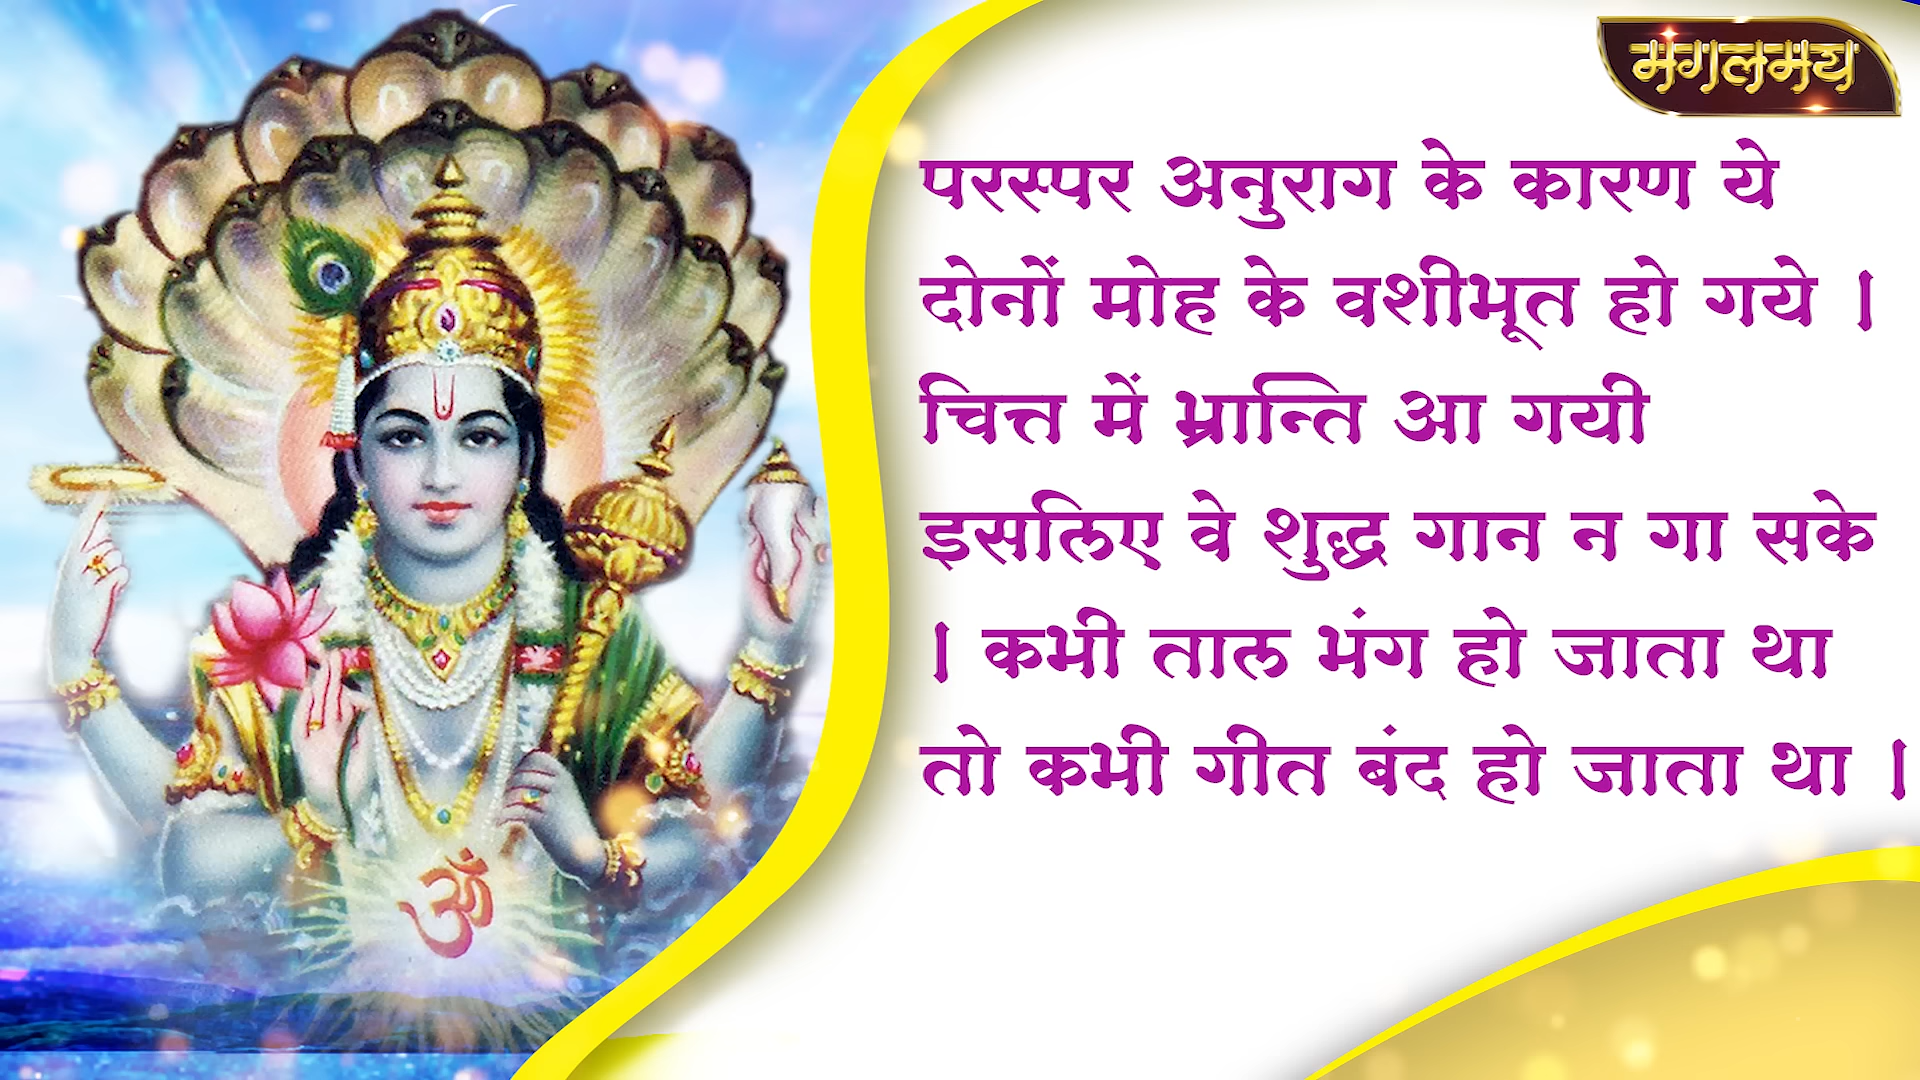 मंगलमय
परस्पर अनुराग के कारण ये
दोनों मोह के वशीभूत हो गये ।
चित्त में भ्रान्ति आ गयी
इसलिए वे शुद्ध गान न गा सके
। कभी ताल भंग हो जाता था
तो कभी गीत बंद हो जाता था ।
ॐ